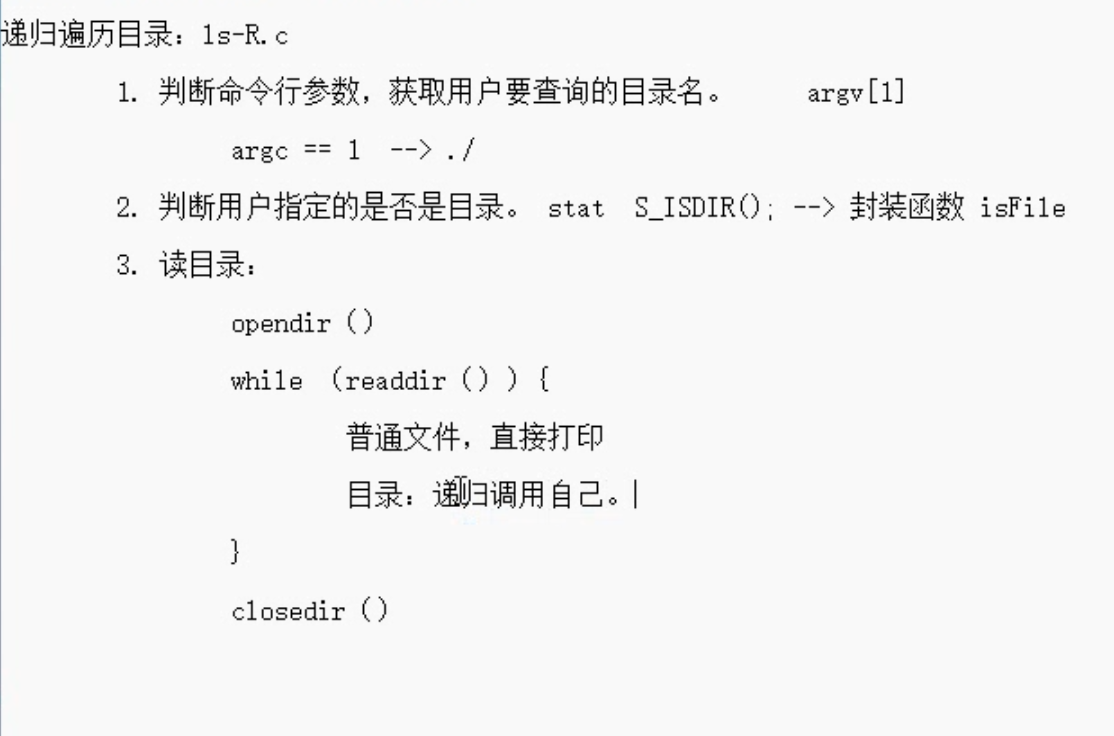 递归遍历目录：ls-R.c
1. 判断命令行参数，获取用户要查询的目录名。 argv[1]
argc == 1 --> ./
2. 判断用户指定的是否是目录。 stat S_ISDIR(); --> 封装函数 isFile
3. 读目录：
opendir（）
while （readdir（））{
普通文件，直接打印
目录：递归调用自己。
}
closedir（）